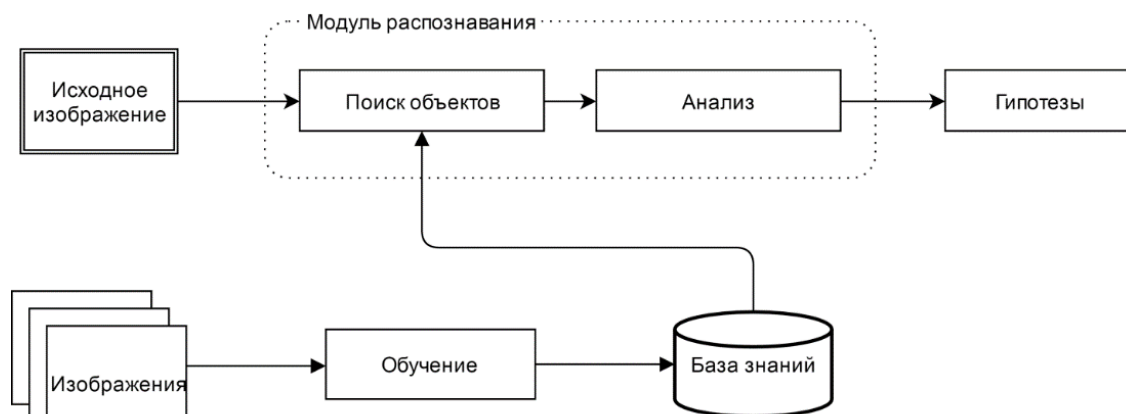 Модуль распознавания
Исходное
изображение
Поиск объектов
Анализ
Гипотезы
Изображения
Обучение
База знаний